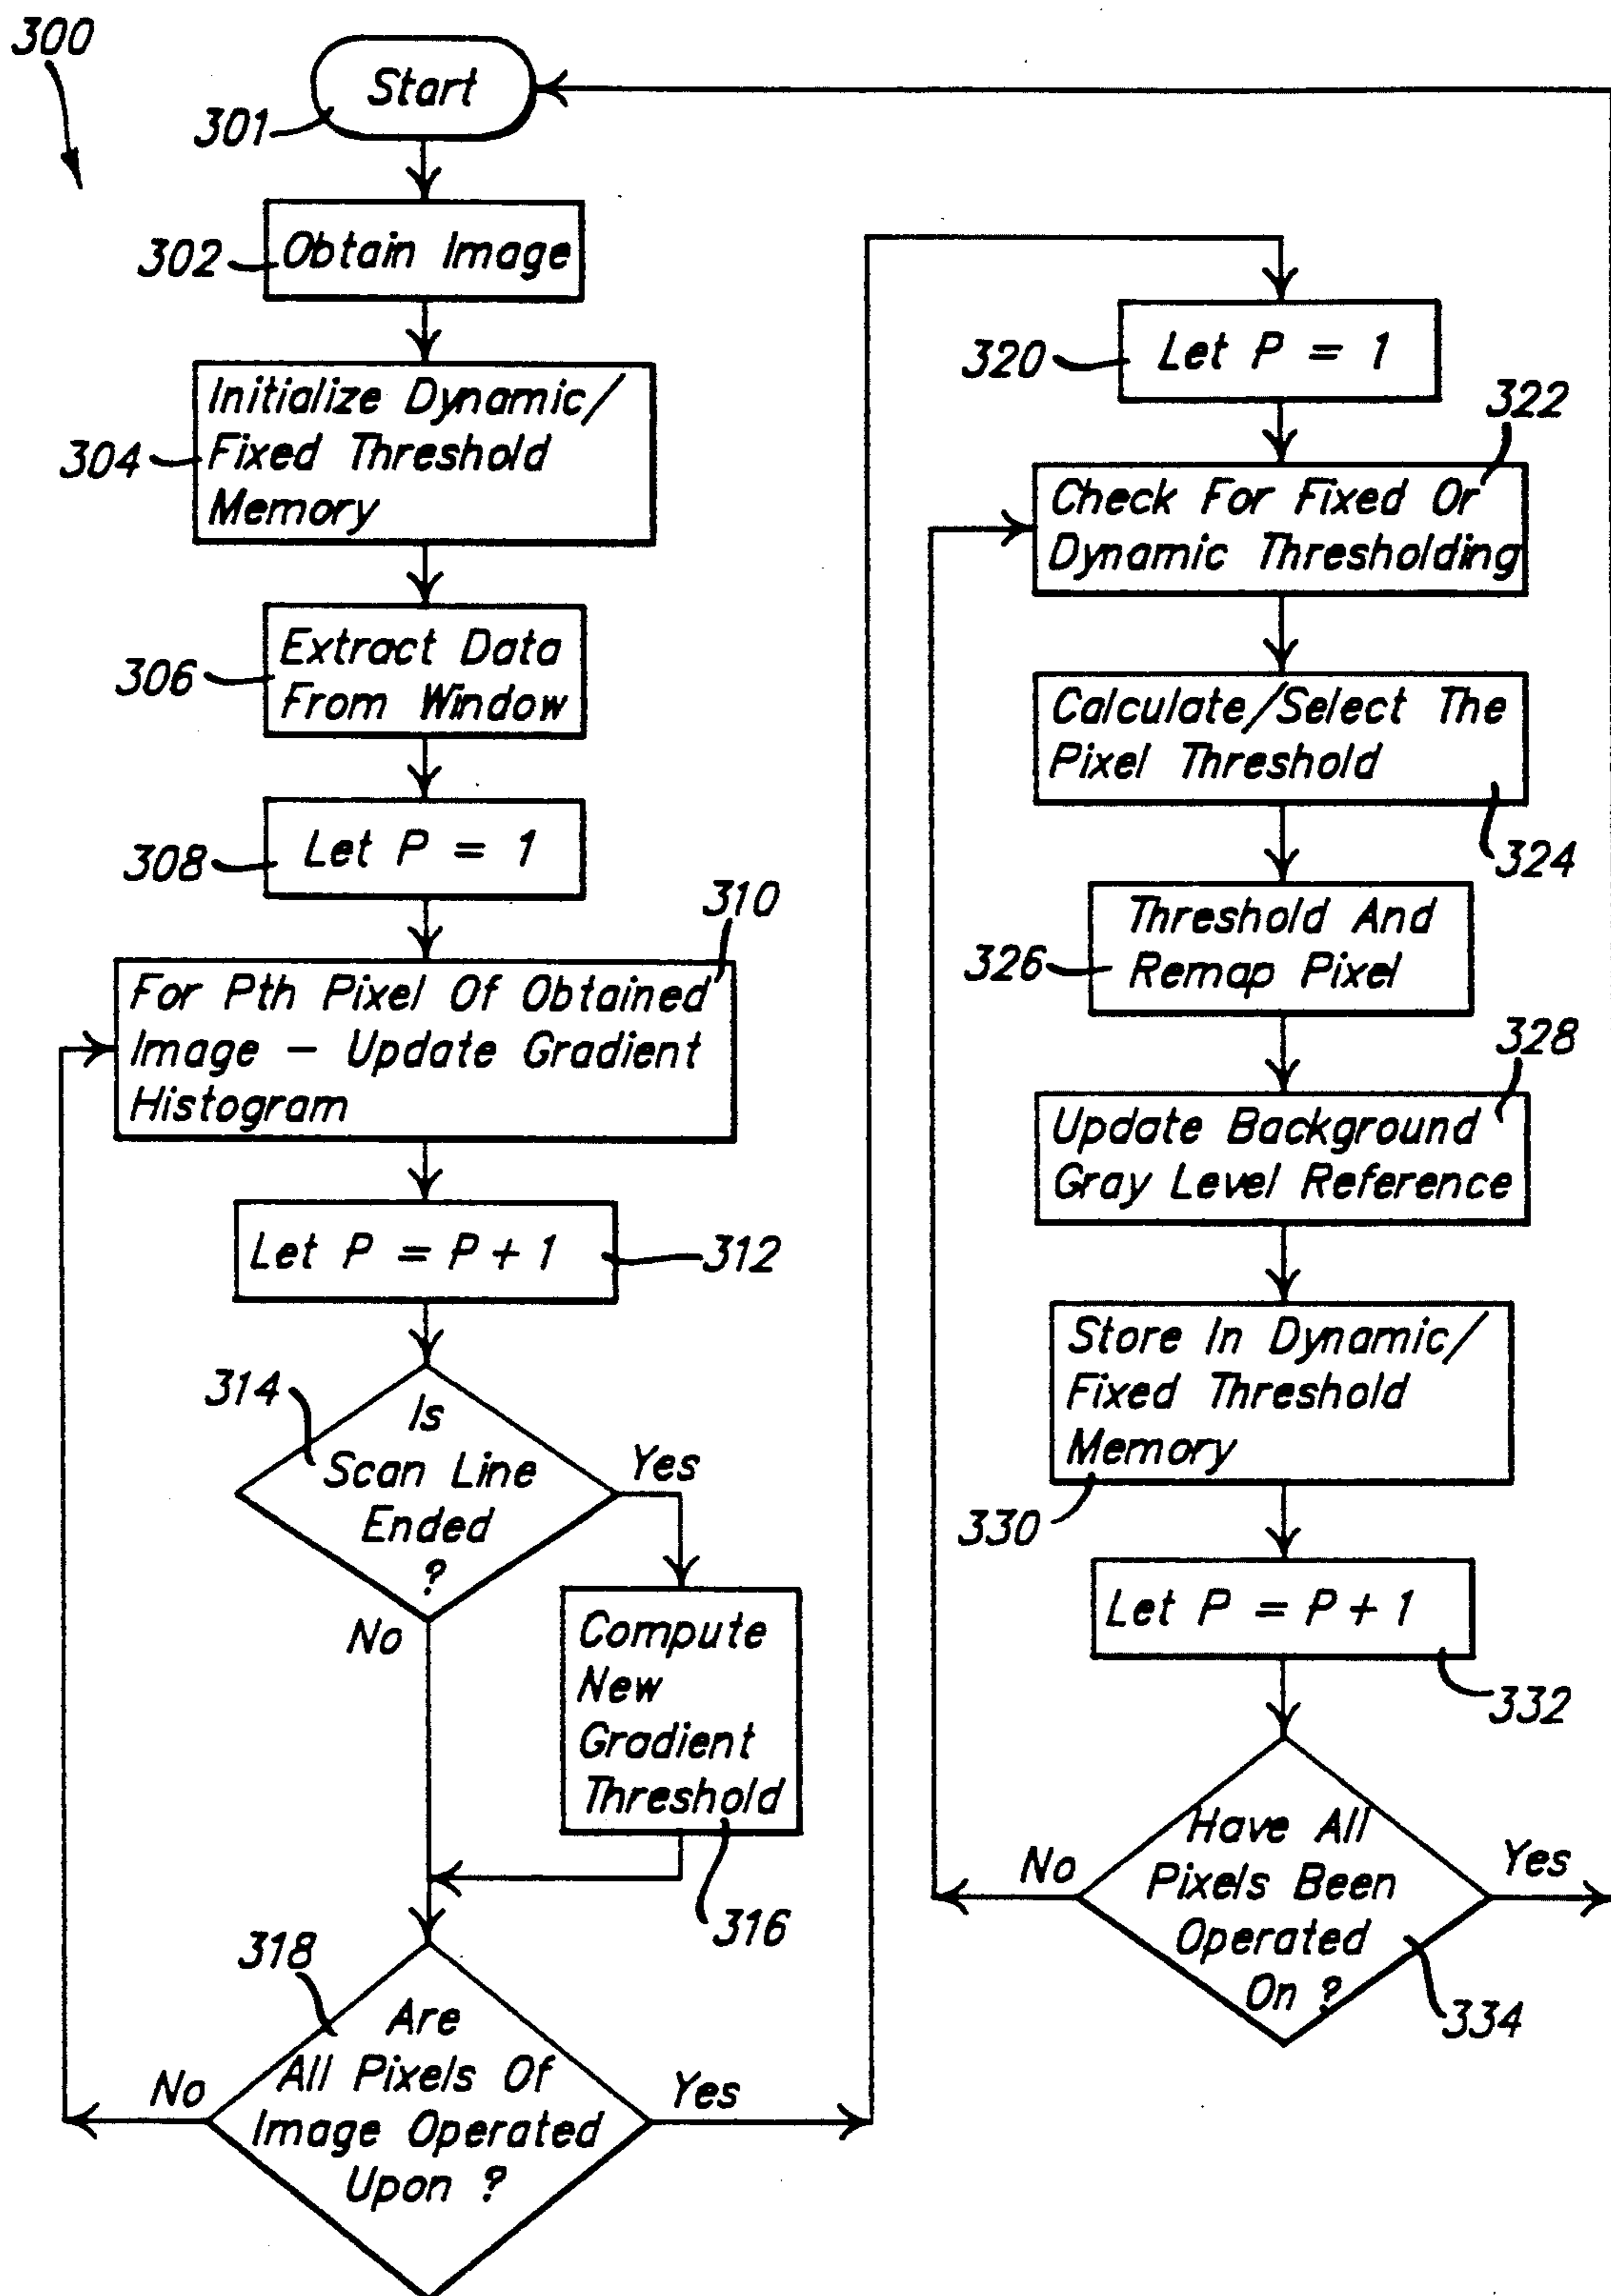 300
Start
301
Obtain Image
302
Initialize Dynamic/
Fixed Threshold
Memory
304
Extract Data
From Window
306
Let P = 1
308
310
For Pth Pixel Of Obtained
Image – Update Gradient
Histogram
Let P = P + 1
312
314
Is
Scan Line
Ended
?
Yes
No
Compute
New
Gradient
Threshold
316
318
Are
All Pixels Of
Image Operated
Upon ?
No
Yes
Let P = 1
320
322
Check For Fixed Or
Dynamic Thresholding
Calculate/Select The
Pixel Threshold
324
Threshold And
Remap Pixel
326
328
Update Background
Gray Level Reference
Store In Dynamic/
Fixed Threshold
Memory
330
Let P = P + 1
332
Have All
Pixels Been
Operated
On ?
No
Yes
334